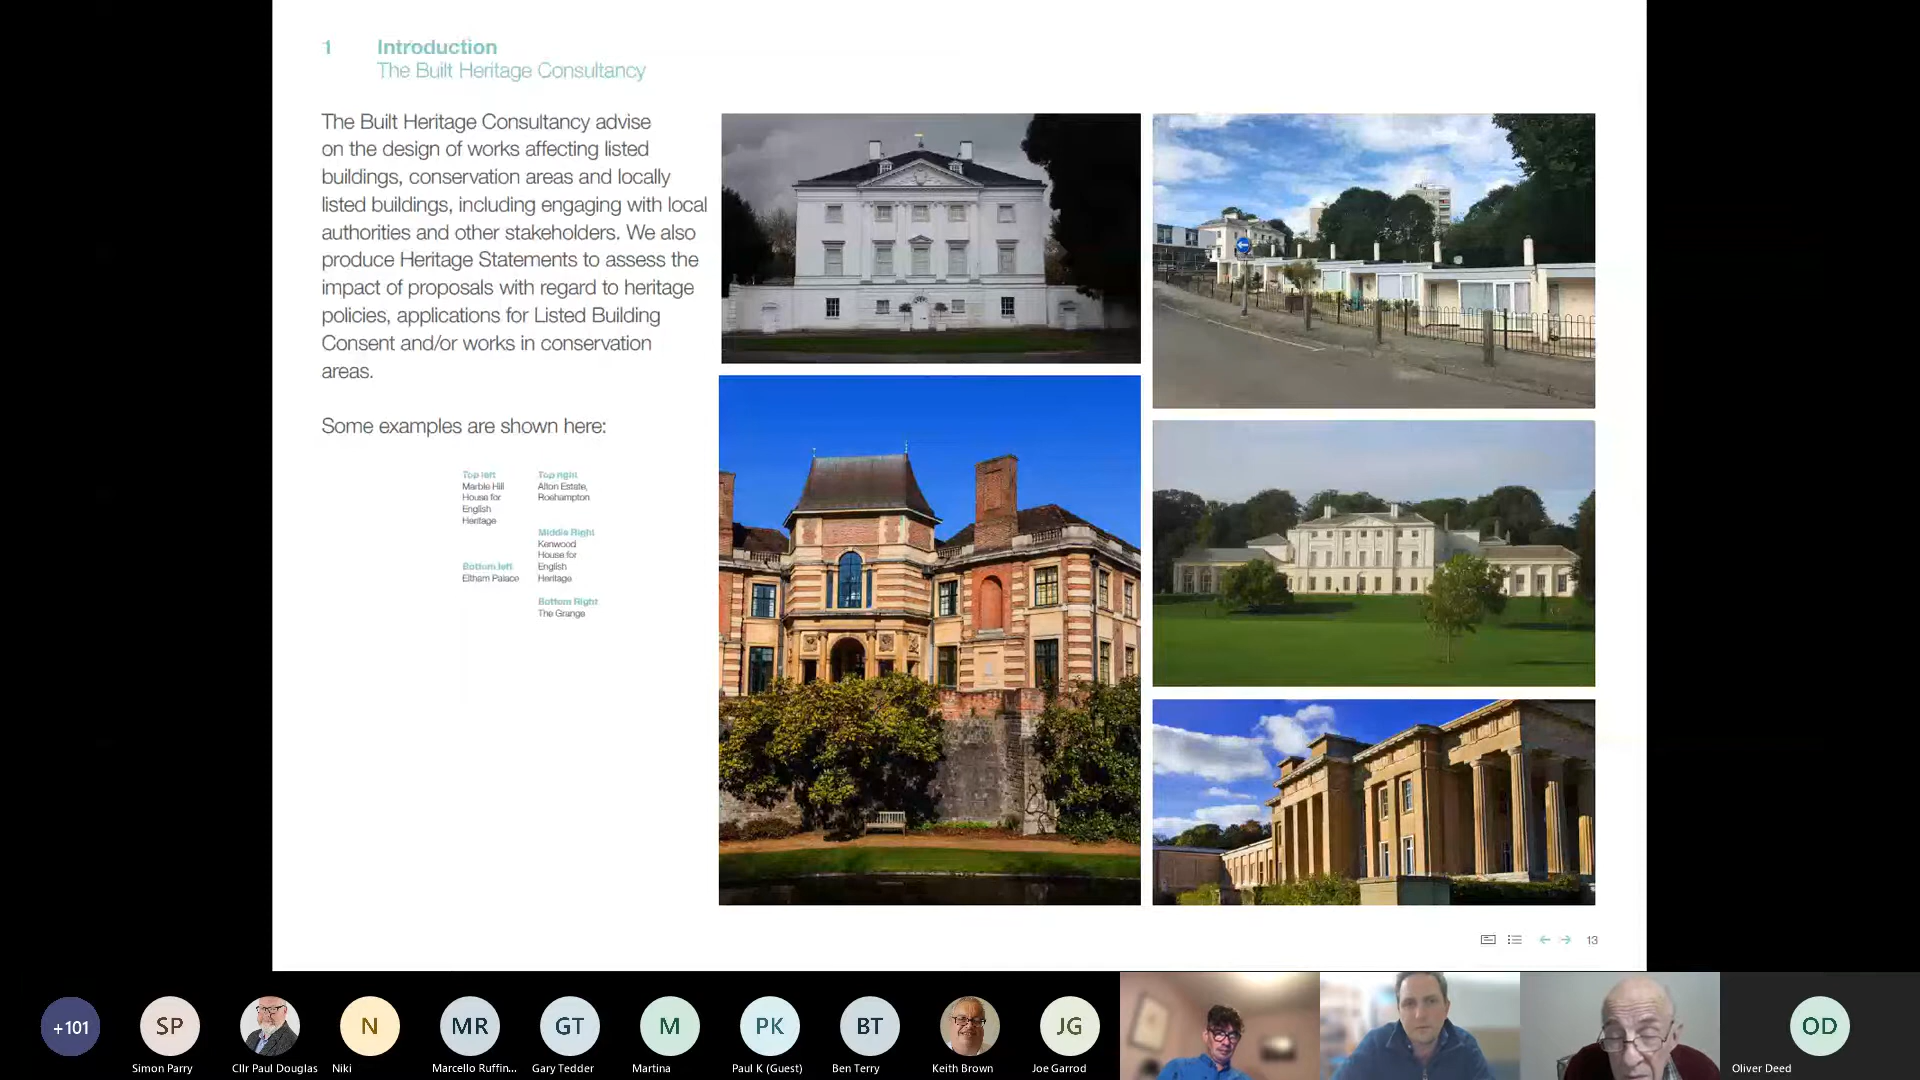 1 Introduction
The Built Heritage Consultancy
The Built Heritage Consultancy advise
on the design of works affecting listed
buildings, conservation areas and locally
listed buildings, including engaging with local
authorities and other stakeholders. We also
produce Heritage Statements to assess the
impact of proposals with regard to heritage
policies, applications for Listed Building
Consent and/or works in conservation
areas.
Some examples are shown here:
Top left
Marble Hill
House for
English
Heritage
Bottom left
Eltham Palace
Top right
Alton Estate,
Roehampton
Middle Right
Kenwood
House for
English
Heritage
Bottom Right
The Grange
13
+101
SP
N
MR
GT
M
PK
BT
JG
OD
Simon Parry
Cllr Paul Douglas
Niki
Marcello Ruffin...
Gary Tedder
Martina
Paul K (Guest)
Ben Terry
Keith Brown
Joe Garrod
Oliver Deed